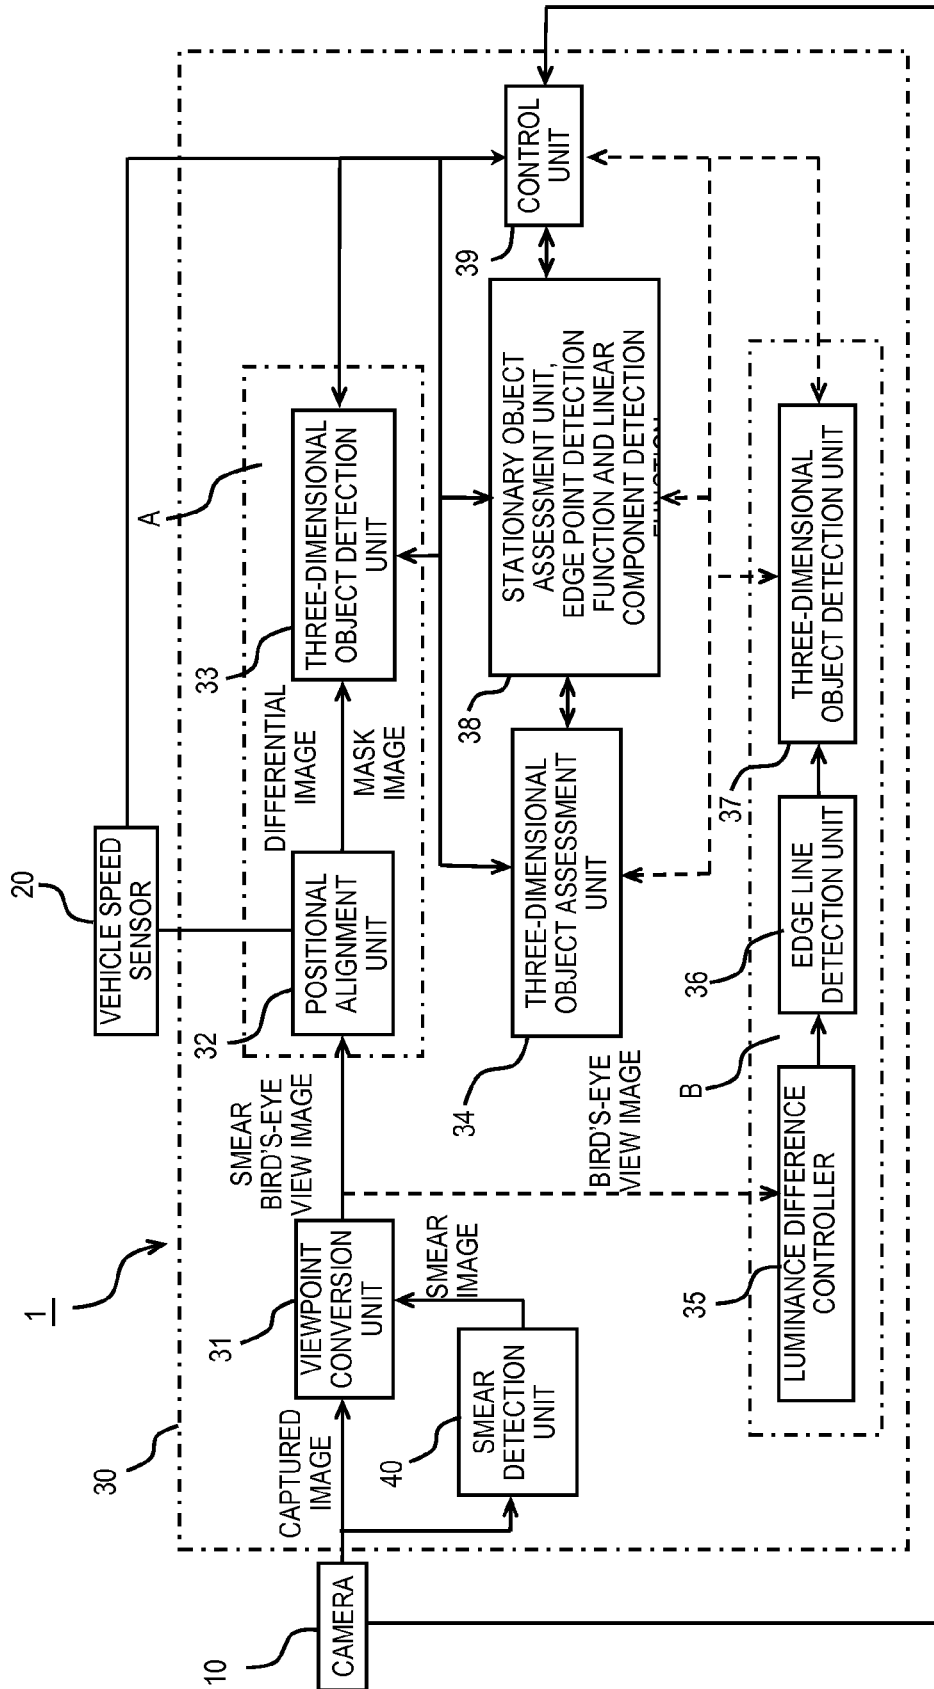 1
30
10
CAMERA
CAPTURED
IMAGE
31
VIEWPOINT
CONVERSION
UNIT
40
SMEAR
DETECTION
UNIT
SMEAR
IMAGE
SMEAR
BIRD'S-EYE
VIEW IMAGE
20
VEHICLE SPEED
SENSOR
32
POSITIONAL
ALIGNMENT
UNIT
DIFFERENTIAL
IMAGE
MASK
IMAGE
A
33
THREE-DIMENSIONAL
OBJECT DETECTION
UNIT
34
THREE-DIMENSIONAL
OBJECT ASSESSMENT
UNIT
38
STATIONARY OBJECT
ASSESSMENT UNIT,
EDGE POINT DETECTION
FUNCTION AND LINEAR
COMPONENT DETECTION
FUNCTION
39
CONTROL
UNIT
BIRD'S-EYE
VIEW IMAGE
B
35
LUMINANCE DIFFERENCE
CONTROLLER
36
EDGE LINE
DETECTION UNIT
37
THREE-DIMENSIONAL
OBJECT DETECTION UNIT